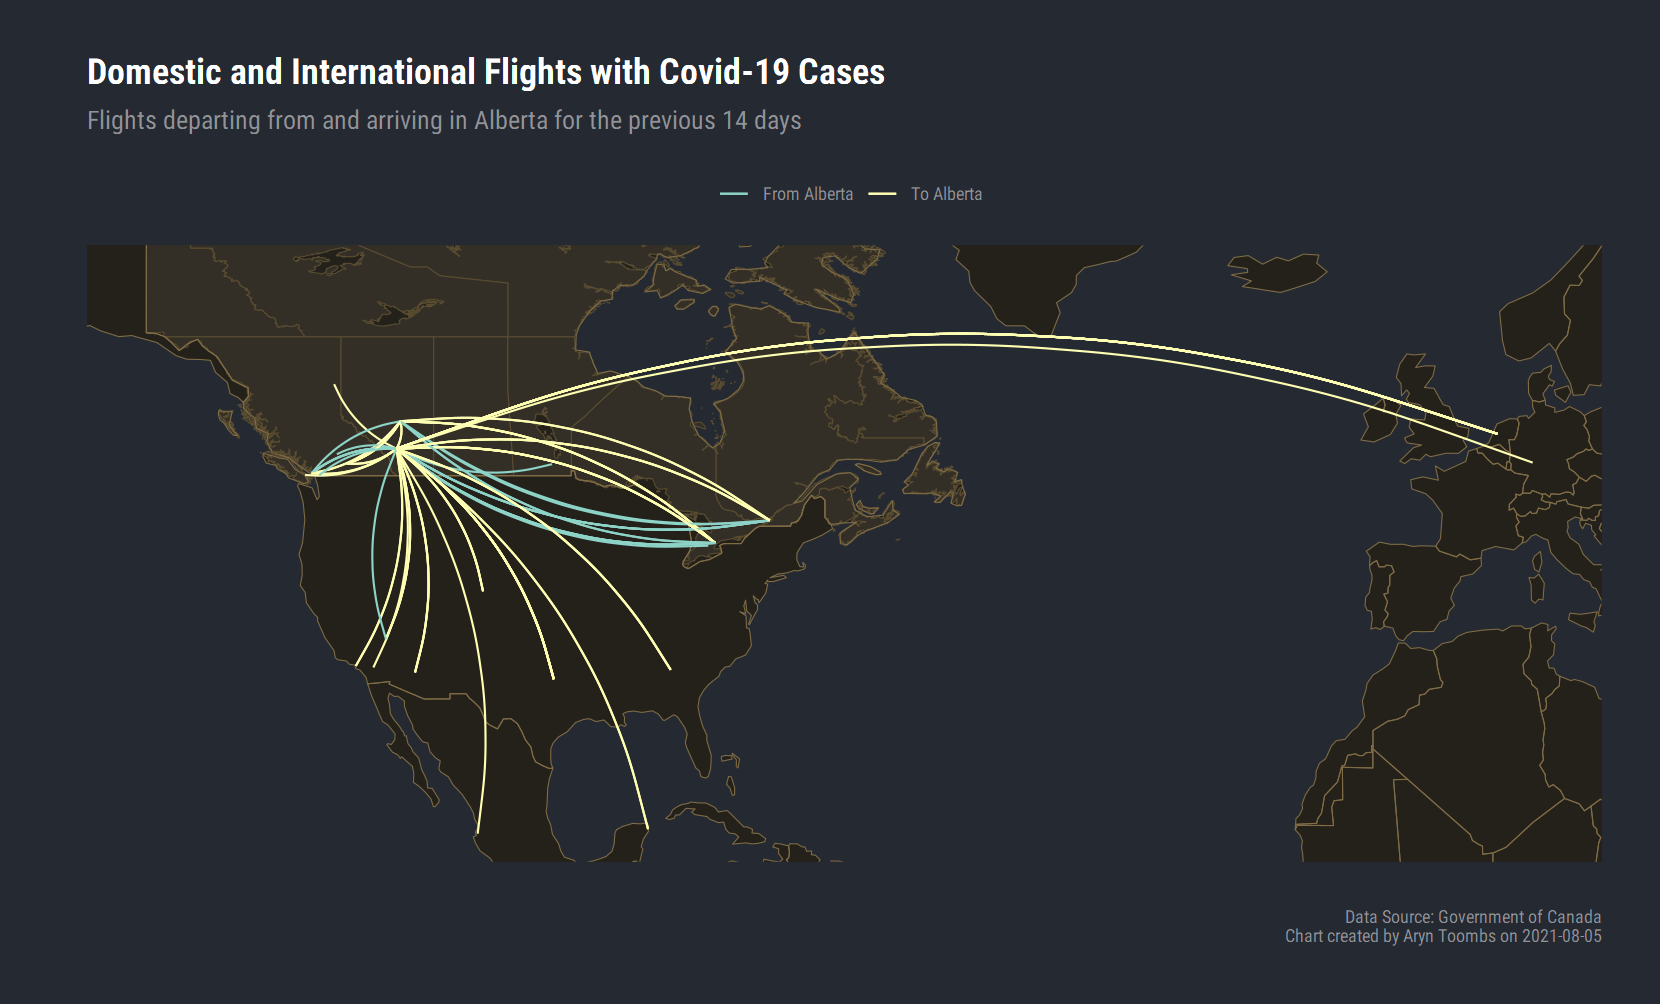 Domestic and International Flights with Covid-19 Cases
Flights departing from and arriving in Alberta for the previous 14 days
From Alberta To Alberta
Data Source: Government of Canada
Chart created by Aryn Toombs on 2021-08-05